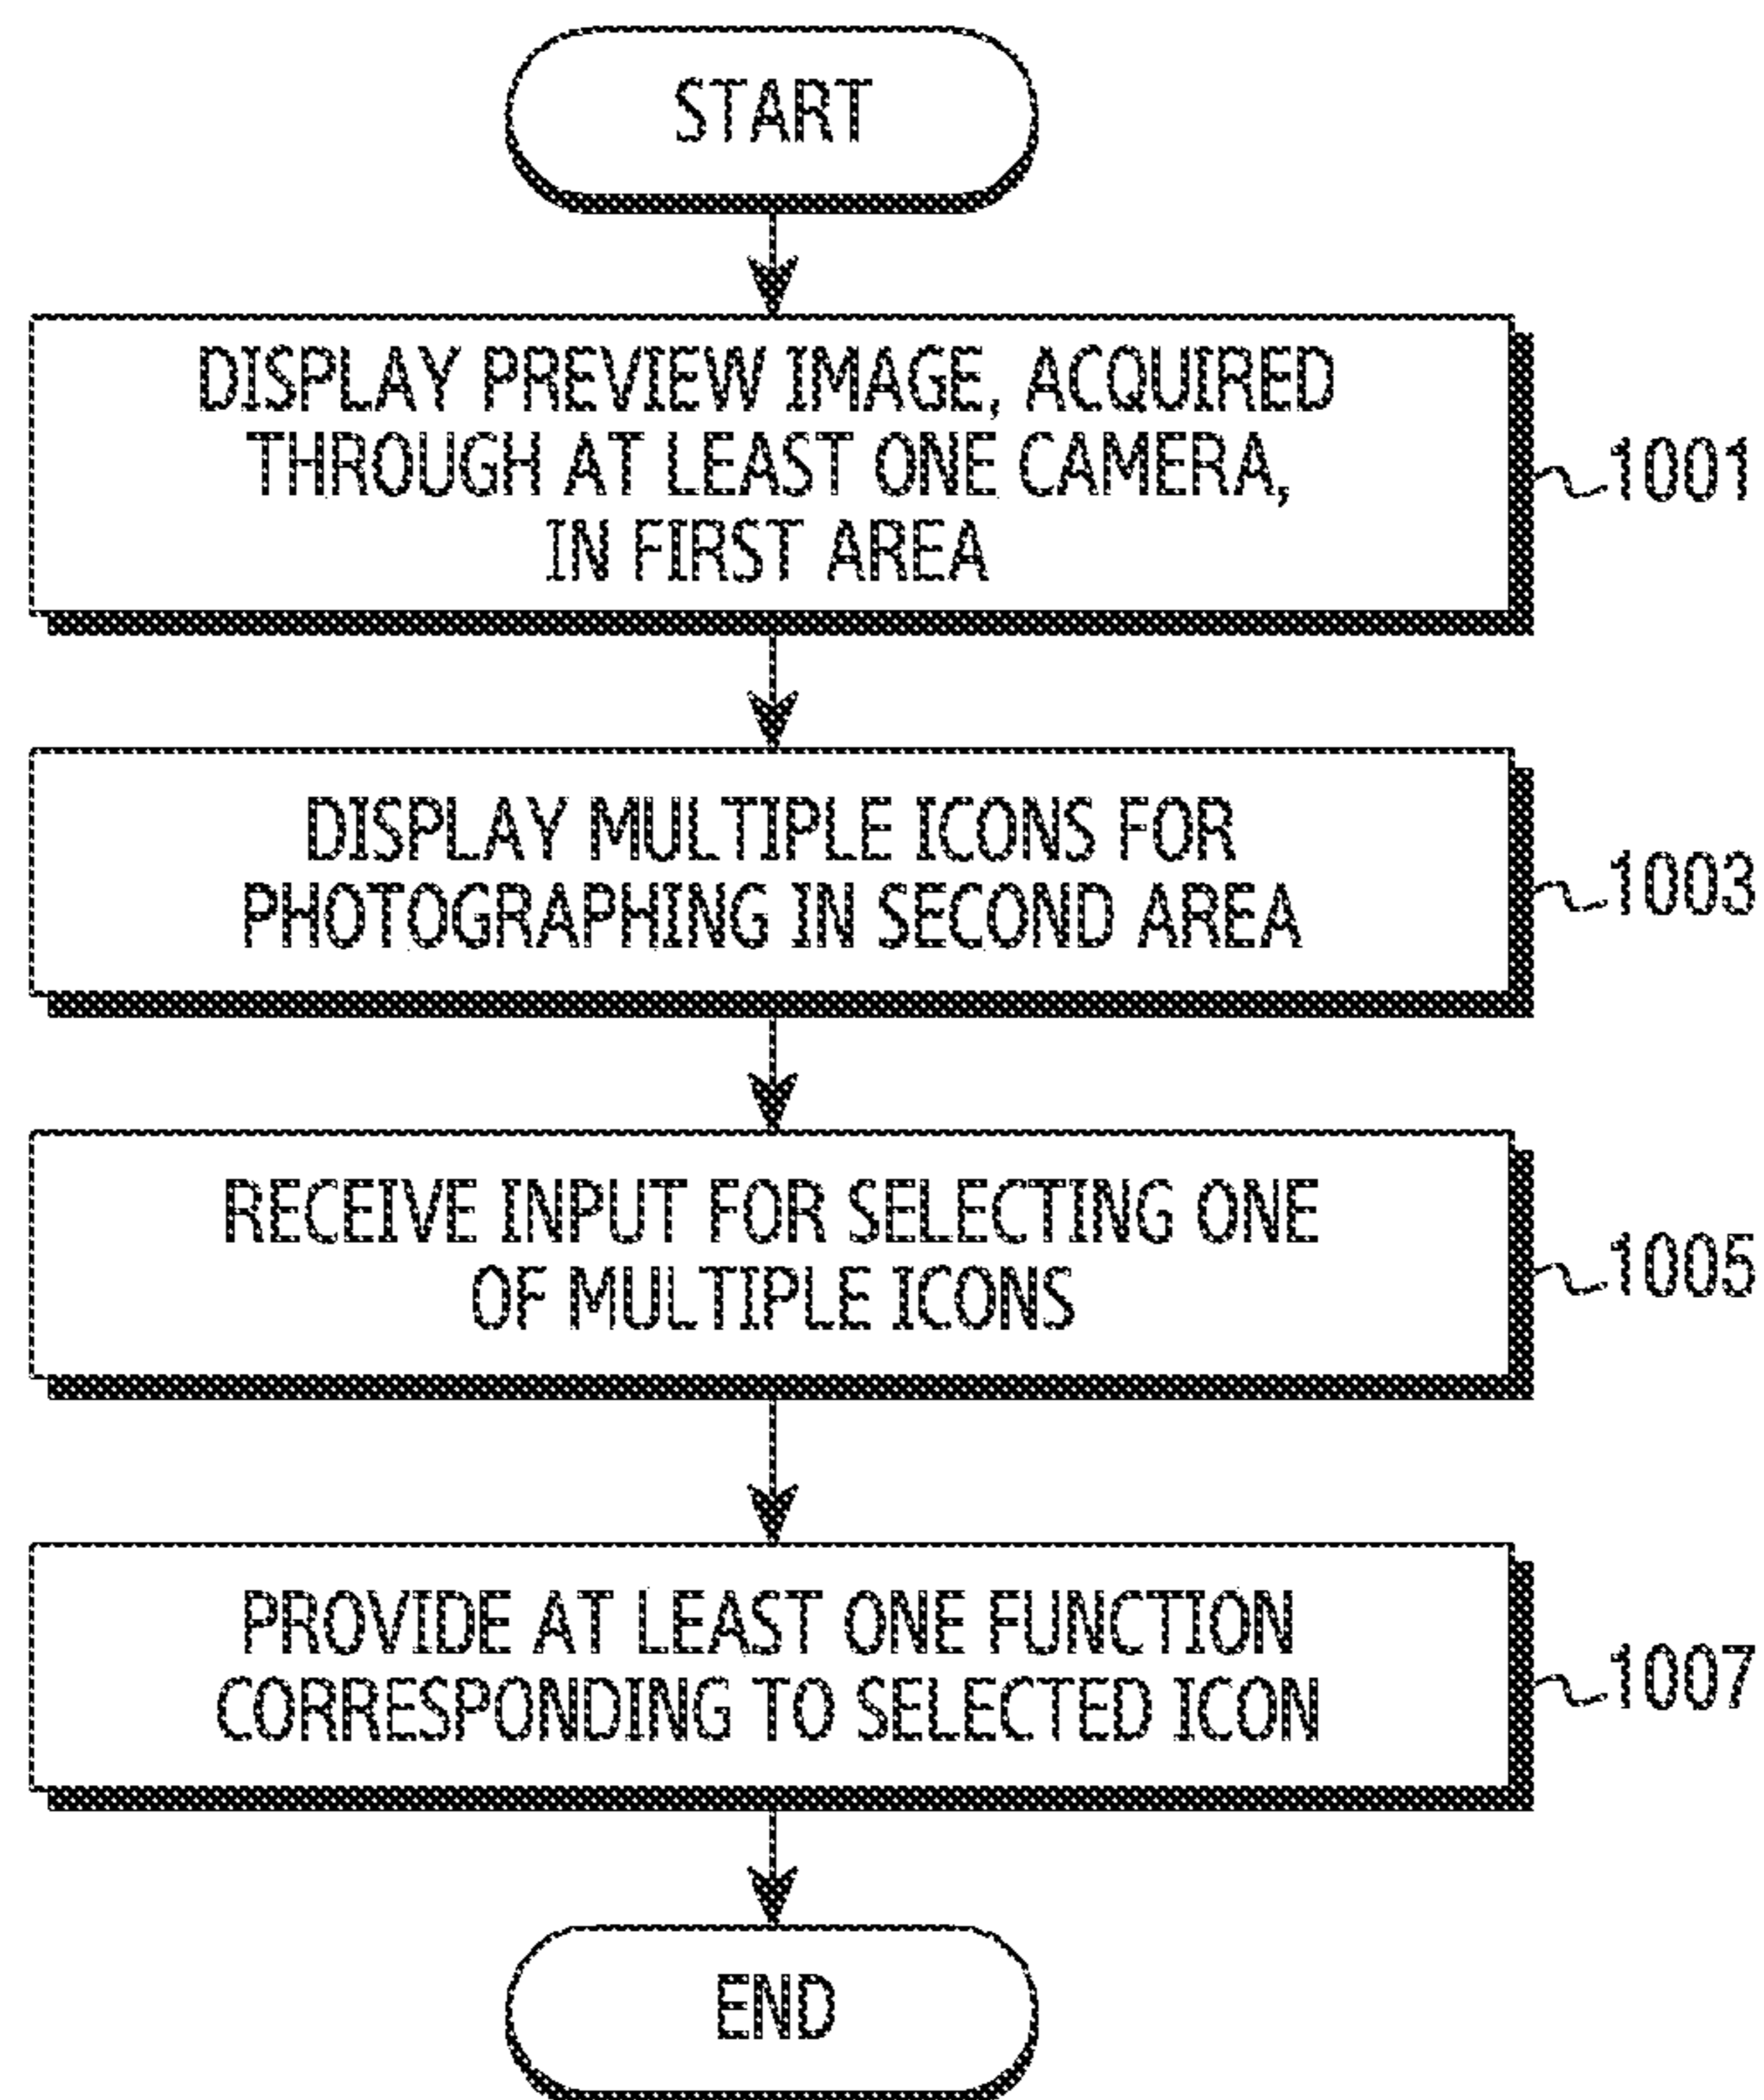 START
DISPLAY PREVIEW IMAGE, ACQUIRED
THROUGH AT LEAST ONE CAMERA,
IN FIRST AREA
1001
DISPLAY MULTIPLE ICONS FOR
PHOTOGRAPHING IN SECOND AREA
1003
RECEIVE INPUT FOR SELECTING ONE
OF MULTIPLE ICONS
1005
PROVIDE AT LEAST ONE FUNCTION
CORRESPONDING TO SELECTED ICON
1007
END